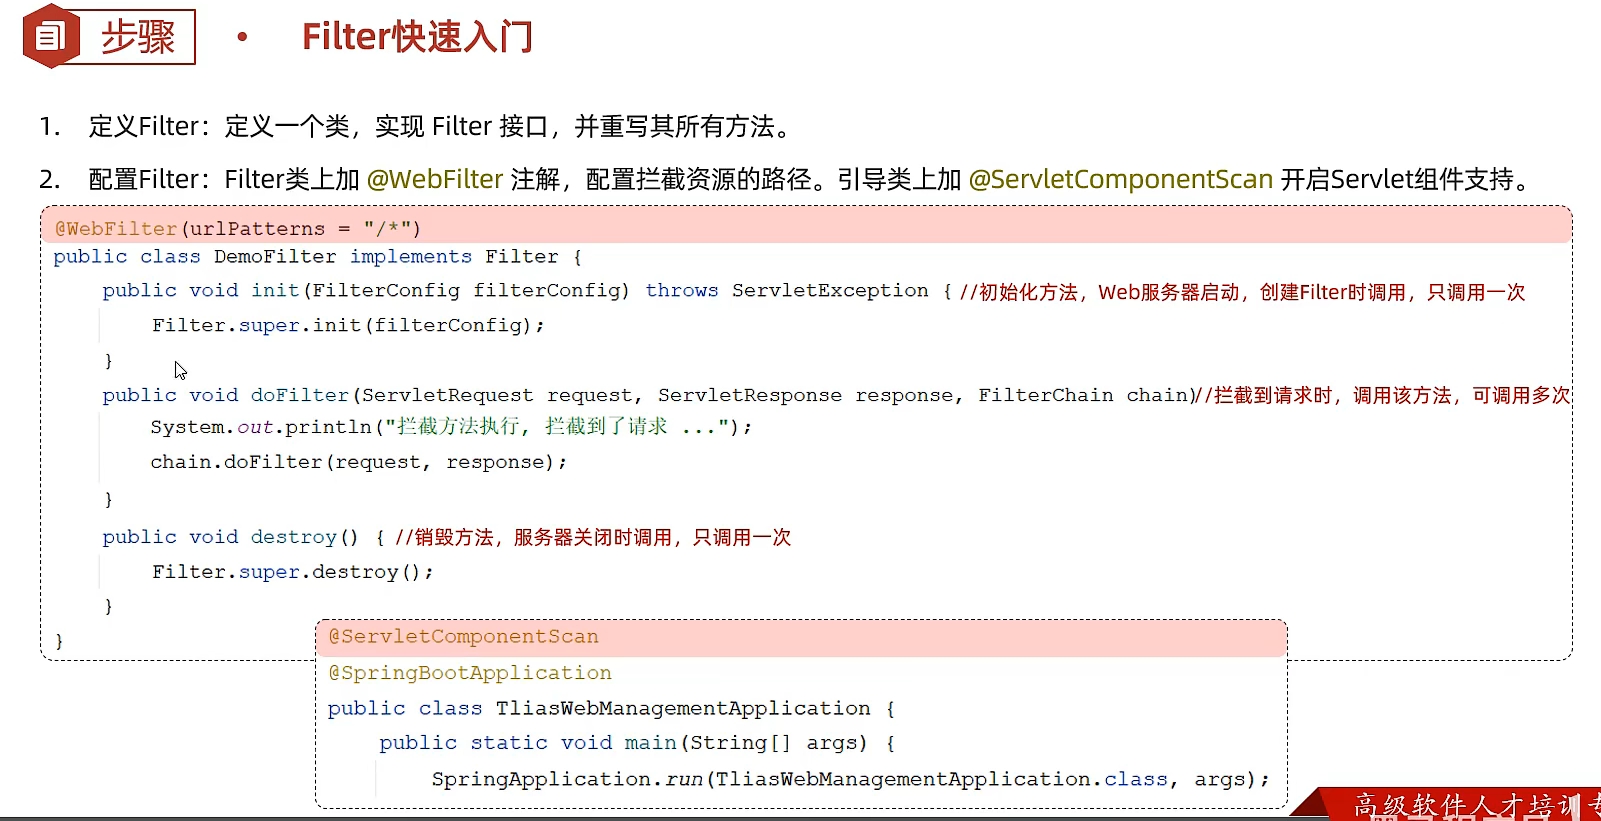 步骤 • Filter快速入门
1. 定义Filter：定义一个类，实现 Filter 接口，并重写其所有方法。
2. 配置Filter：Filter类上加 @WebFilter 注解，配置拦截资源的路径。引导类上加 @ServletComponentScan 开启Servlet组件支持。
@WebFilter(urlPatterns = "/*")
public class DemoFilter implements Filter {
public void init(FilterConfig filterConfig) throws ServletException { //初始化方法，Web服务器启动，创建Filter时调用，只调用一次
Filter.super.init(filterConfig);
}
public void doFilter(ServletRequest request, ServletResponse response, FilterChain chain)//拦截到请求时，调用该方法，可调用多次
System.out.println("拦截方法执行, 拦截到了请求 ...");
chain.doFilter(request, response);
}
public void destroy() { //销毁方法，服务器关闭时调用，只调用一次
Filter.super.destroy();
}
}
@ServletComponentScan
@SpringBootApplication
public class TliasWebManagementApplication {
public static void main(String[] args) {
SpringApplication.run(TliasWebManagementApplication.class, args);
高级软件人才培训